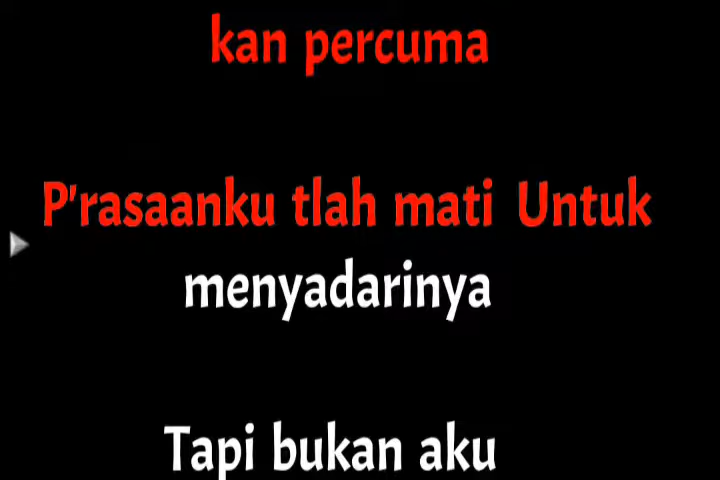 kan percuma
P'rasaanku tlah mati Untuk
menyadarinya
Tapi bukan aku